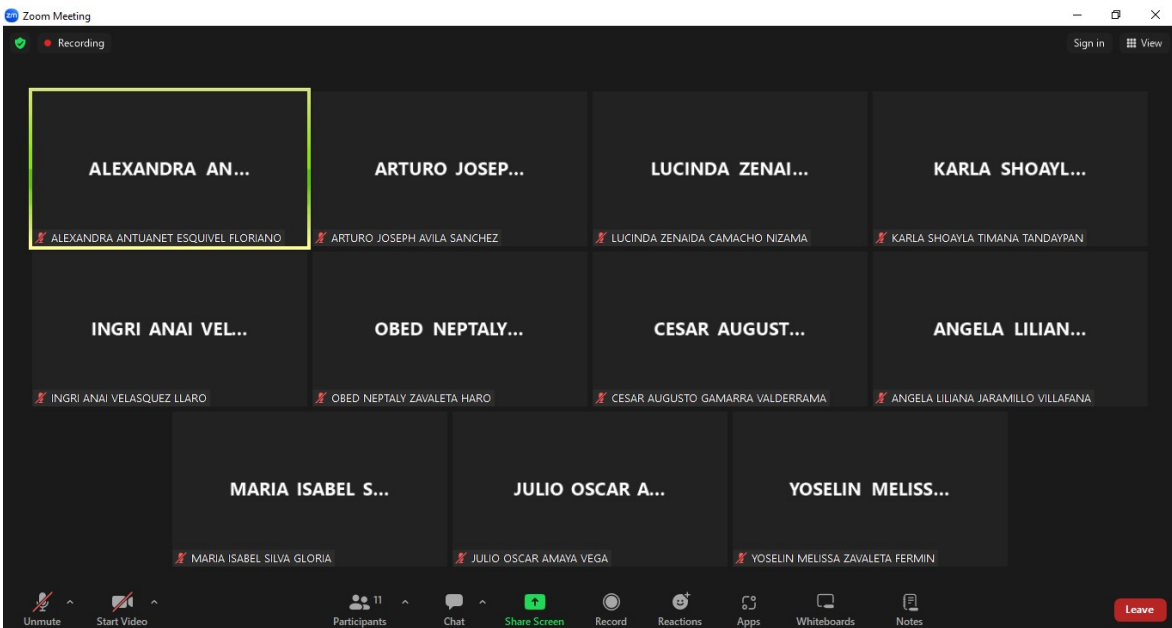 zm Zoom Meeting
Recording
Sign in View
ALEXANDRA AN... ARTURO JOSEP... LUCINDA ZENAI... KARLA SHOAYL...
ALEXANDRA ANTUANET ESQUIVEL FLORIANO ARTURO JOSEPH AVILA SANCHEZ LUCINDA ZENAIDA CAMACHO NIZAMA KARLA SHOAYLA TIMANA TANDAYPAN
INGRI ANAI VEL... OBED NEPTALY... CESAR AUGUST... ANGELA LILIAN...
INGRI ANAI VELASQUEZ LLARO OBED NEPTALY ZAVALETA HARO CESAR AUGUSTO GAMARRA VALDERRAMA ANGELA LILIANA JARAMILLO VILLAFANA
MARIA ISABEL S... JULIO OSCAR A... YOSELIN MELISS...
MARIA ISABEL SILVA GLORIA JULIO OSCAR AMAYA VEGA YOSELIN MELISSA ZAVALETA FERMIN
11
Unmute Start Video Participants Chat Share Screen Record Reactions Apps Whiteboards Notes Leave